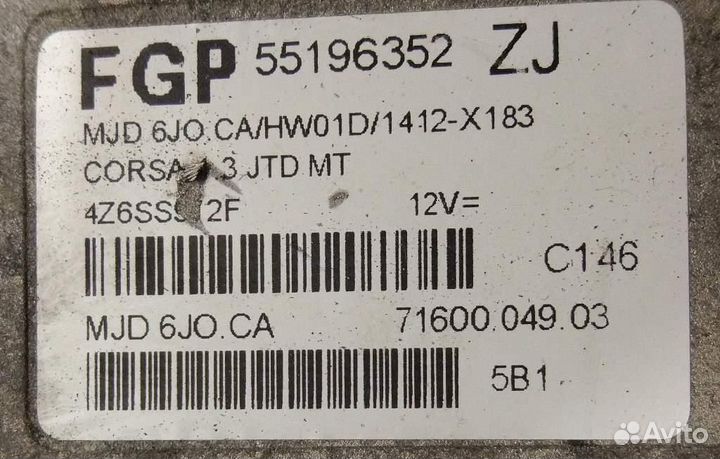 FGP 55196352 ZJ
MJD 6JO.CA/HW01D/1412-X183
CORSA 3 JTD MT
12V=
C146
MJD 6JO.CA 71600.049.03
5B1
Avito